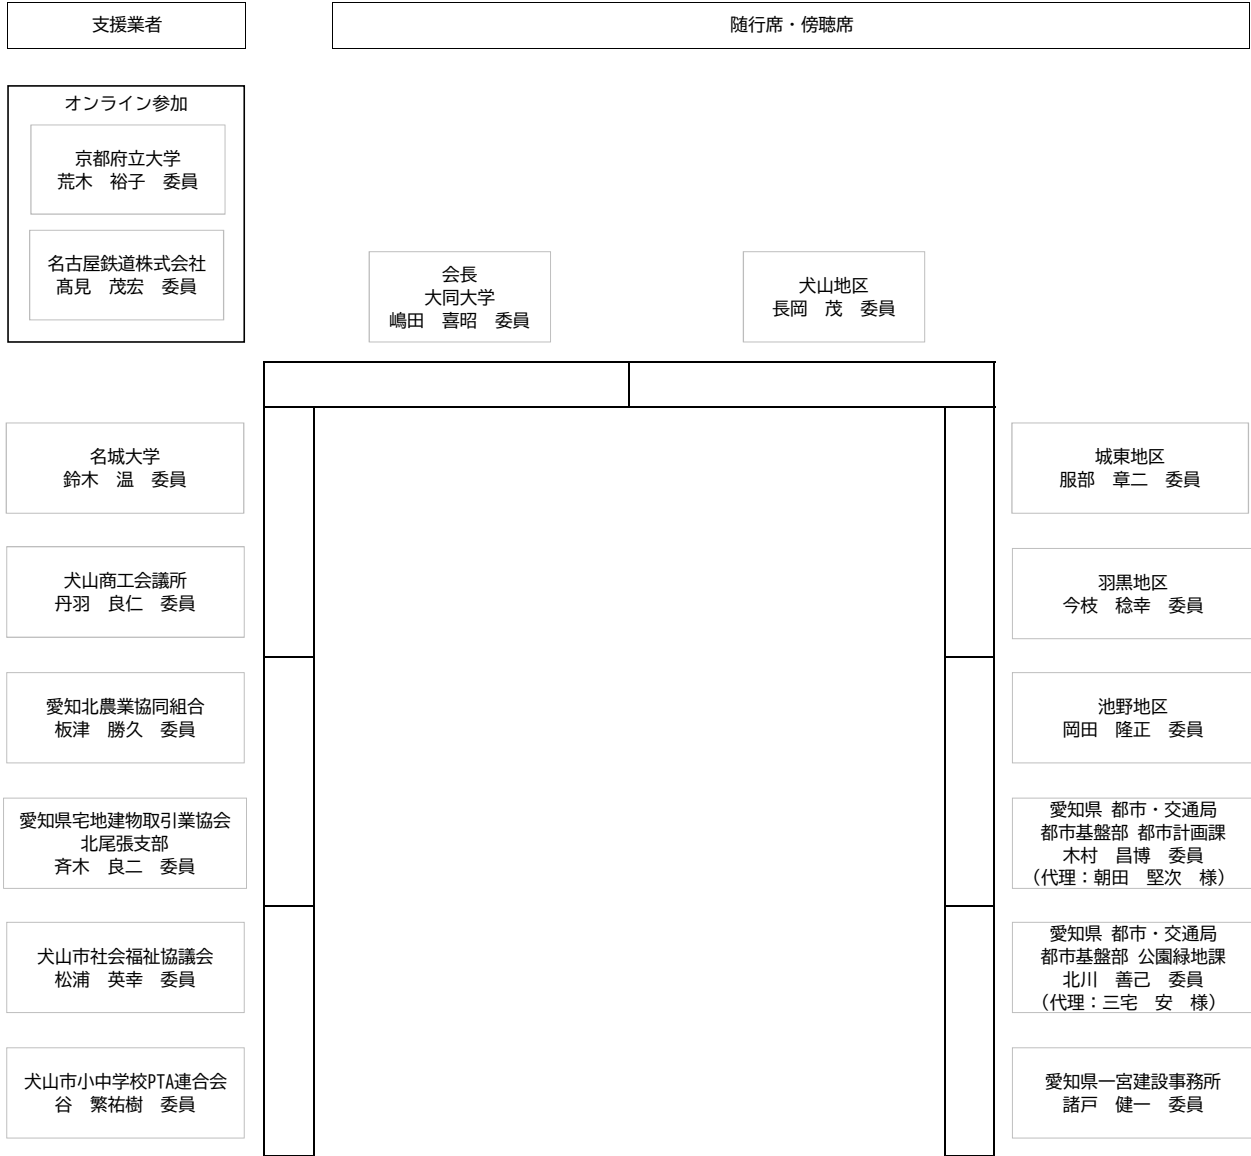 支援業者
随行席・傍聴席
オンライン参加
京都府立大学
荒木　裕子　委員
名古屋鉄道株式会社
髙見　茂宏　委員
会長
大同大学
嶋田　喜昭　委員
犬山地区
長岡　茂　委員
名城大学
鈴木　温　委員
犬山商工会議所
丹羽　良仁　委員
愛知北農業協同組合
板津　勝久　委員
愛知県宅地建物取引業協会
北尾張支部
斉木　良二　委員
犬山市社会福祉協議会
松浦　英幸　委員
犬山市小中学校PTA連合会
谷　繁祐樹　委員
城東地区
服部　章二　委員
羽黒地区
今枝　稔幸　委員
池野地区
岡田　隆正　委員
愛知県 都市・交通局
都市基盤部 都市計画課
木村　昌博　委員
（代理：朝田　堅次　様）
愛知県 都市・交通局
都市基盤部 公園緑地課
北川　善己　委員
（代理：三宅　安　様）
愛知県一宮建設事務所
諸戸　健一　委員